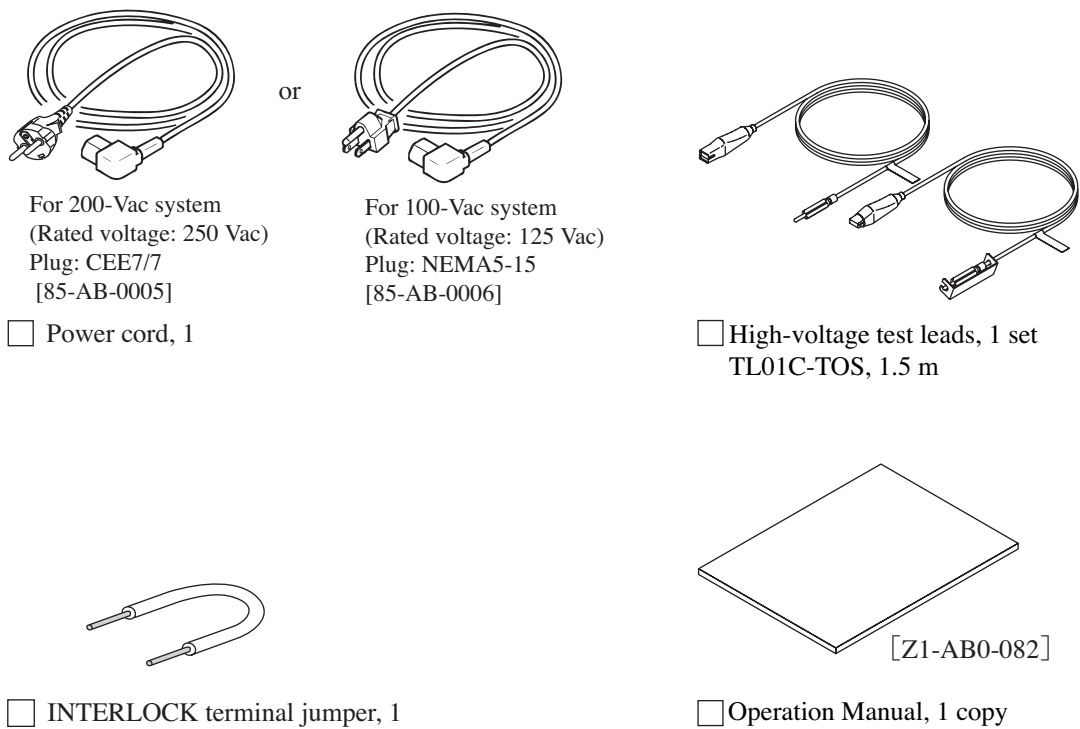 or
For 200-Vac system
(Rated voltage: 250 Vac)
Plug: CEE7/7
[85-AB-0005]
For 100-Vac system
(Rated voltage: 125 Vac)
Plug: NEMA5-15
[85-AB-0006]
Power cord, 1
High-voltage test leads, 1 set
TL01C-TOS, 1.5 m
INTERLOCK terminal jumper, 1
[Z1-AB0-082]
Operation Manual, 1 copy